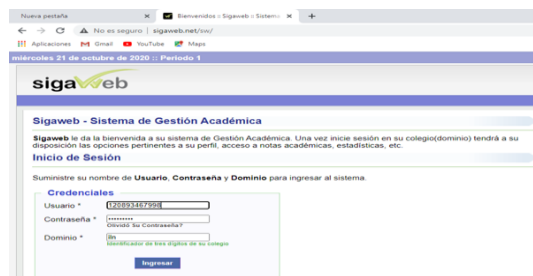 Nueva pestaña
Bienvenidos :: Sigaweb :: Sistema
No es seguro | sigaweb.net/sw/
Aplicaciones Gmail YouTube Maps
miércoles 21 de octubre de 2020 :: Periodo 1
sigaweb
Sigaweb - Sistema de Gestión Académica
Sigaweb le da la bienvenida a su sistema de Gestión Académica. Una vez inicie sesión en su colegio(dominio) tendrá a su
disposición las opciones pertinentes a su perfil, acceso a notas académicas, estadísticas, etc.
Inicio de Sesión
Suministre su nombre de Usuario, Contraseña y Dominio para ingresar al sistema.
Credenciales
Usuario * 120893467998
Contraseña * •••••••••
Olvidó Su Contraseña?
Dominio *
Identificador de tres dígitos de su colegio
Ingresar